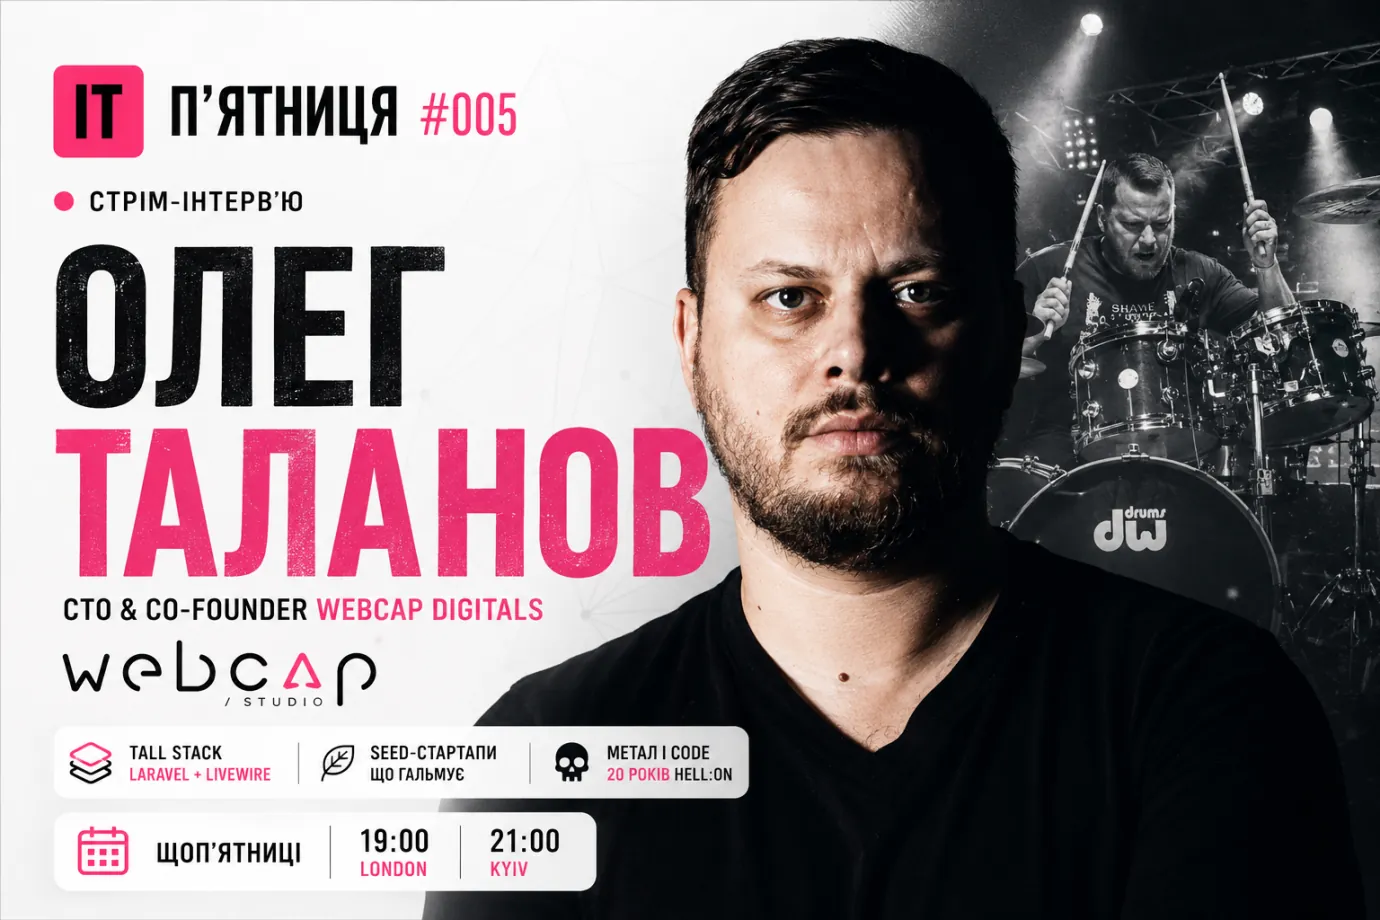 IT П’ЯТНИЦЯ #005
СТРІМ-ІНТЕРВ’Ю
ОЛЕГ
ТАЛАНОВ
CTO & CO-FOUNDER WEBCAP DIGITALS
webcap
/ STUDIO
TALL STACK
LARAVEL + LIVEWIRE
SEED-СТАРТАПИ
ЩО ГАЛЬМУЄ
МЕТАЛ І CODE
20 РОКІВ HELL:ON
ЩОП’ЯТНИЦІ
19:00
LONDON
21:00
KYIV
drums
dw